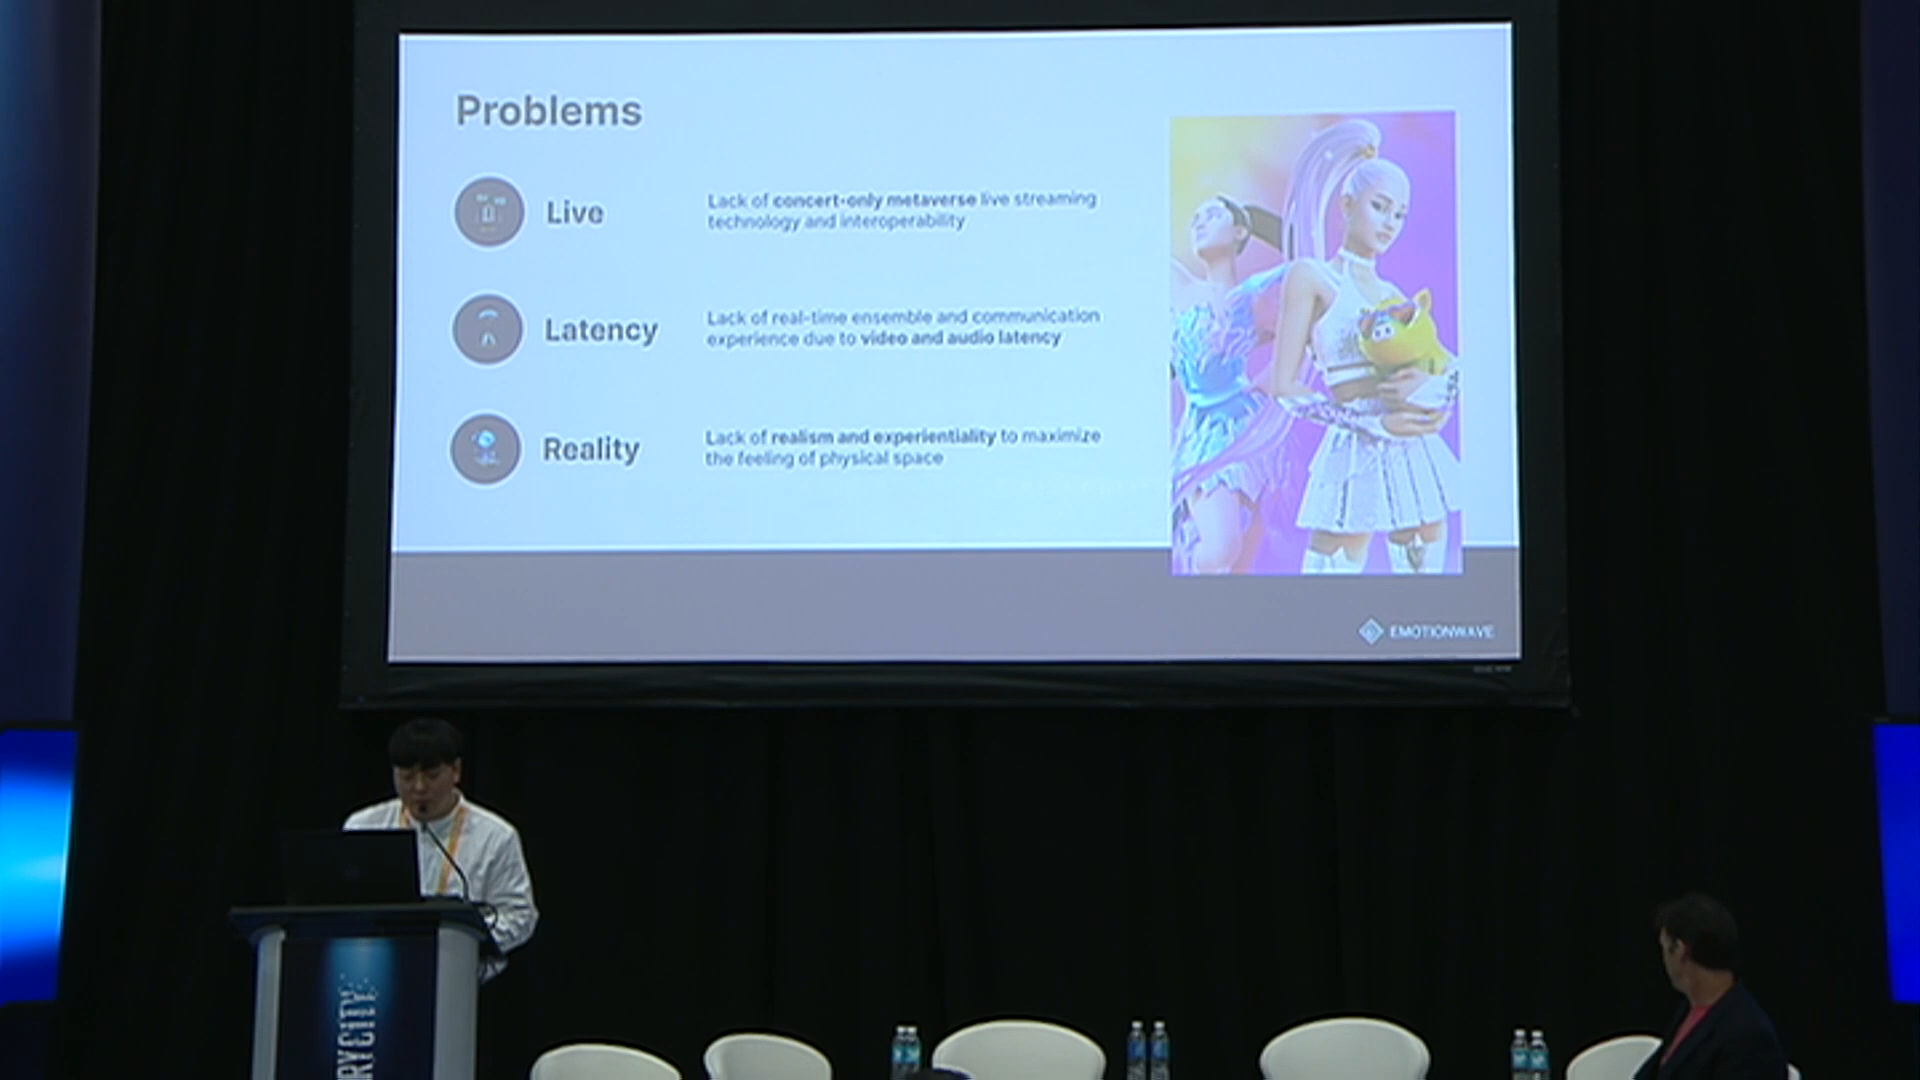 Problems
Live
Lack of concert-only metaverse live streaming
technology and interoperability
Latency
Lack of real-time ensemble and communication
experience due to video and audio latency
Reality
Lack of realism and experientiality to maximize
the feeling of physical space
EMOTIONWAVE